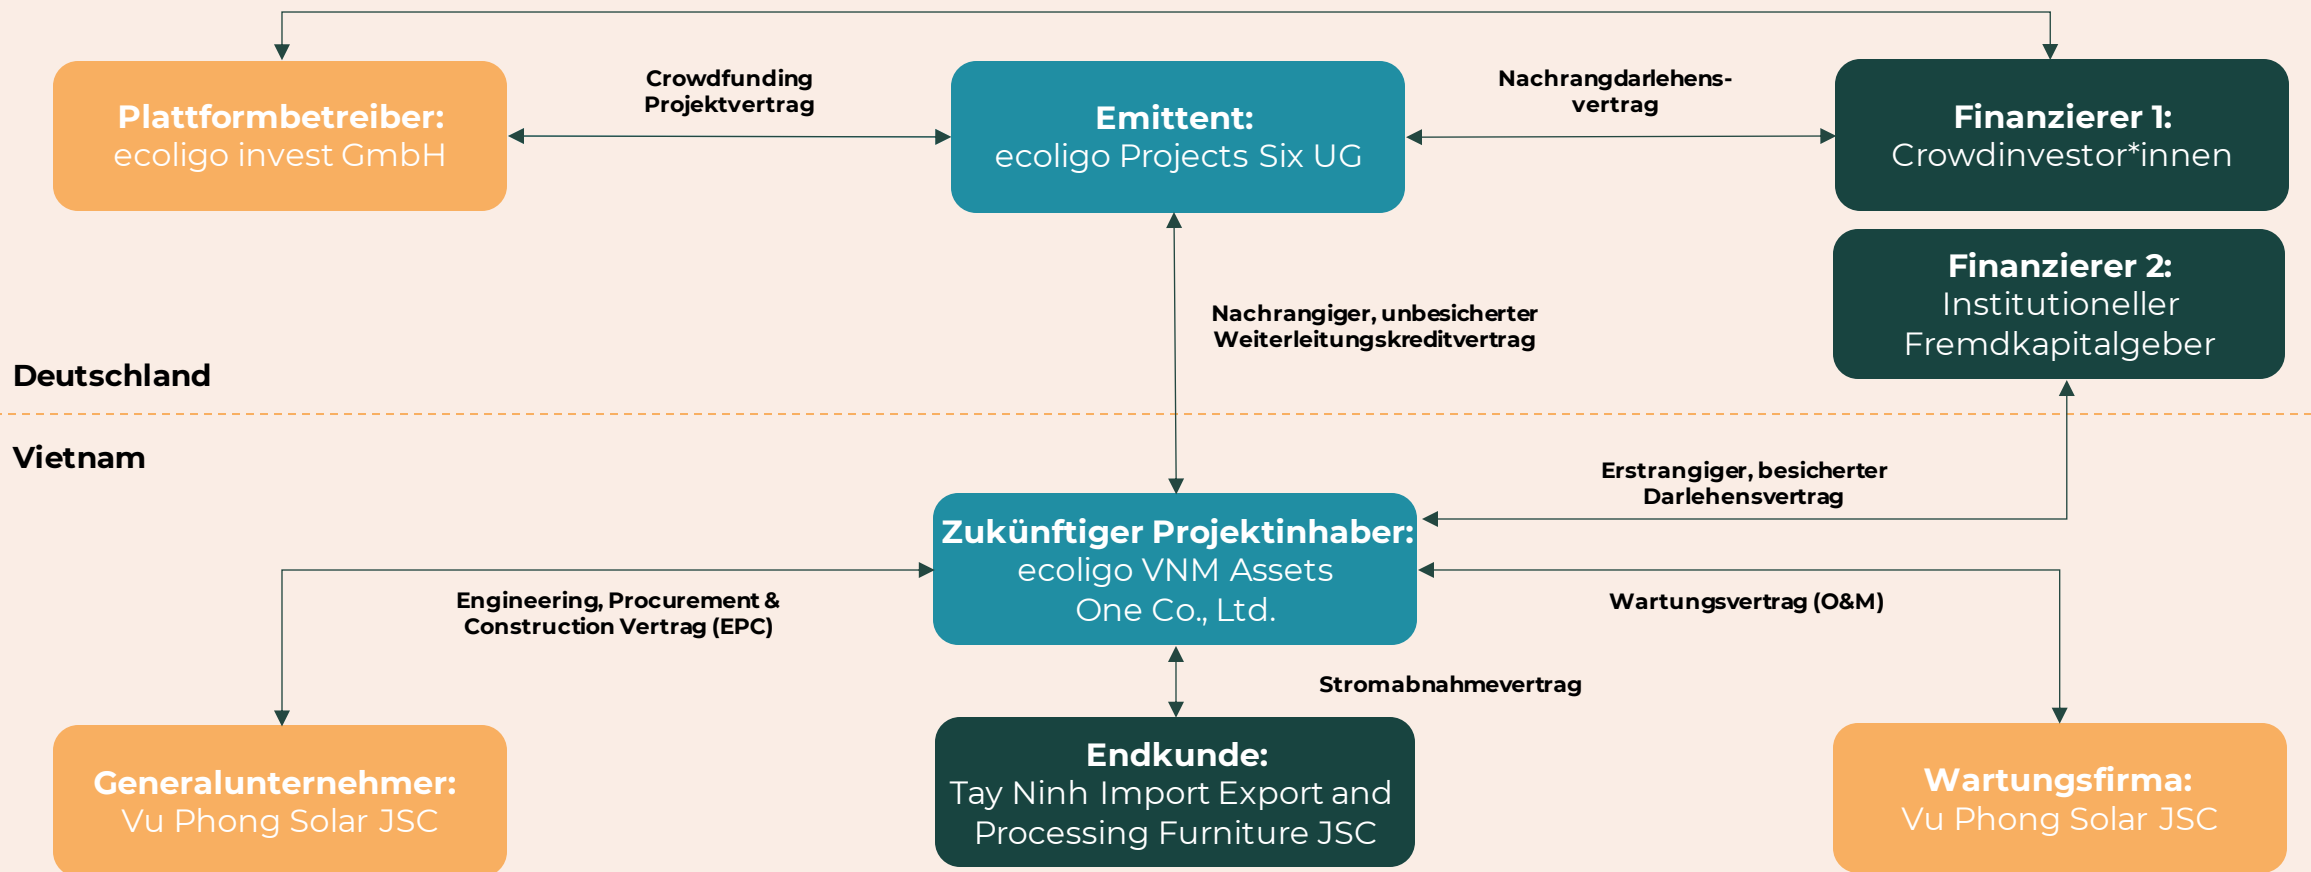 Plattformbetreiber:
ecoligo invest GmbH
Crowdfunding
Projektvertrag
Emittent:
ecoligo Projects Six UG
Nachrangdarlehens-
vertrag
Finanzierer 1:
Crowdinvestor*innen
Finanzierer 2:
Institutioneller
Fremdkapitalgeber
Nachrangiger, unbesicherter
Weiterleitungskreditvertrag
Deutschland
Vietnam
Erstrangiger, besicherter
Darlehensvertrag
Zukünftiger Projektinhaber:
ecoligo VNM Assets
One Co., Ltd.
Engineering, Procurement &
Construction Vertrag (EPC)
Wartungsvertrag (O&M)
Stromabnahmevertrag
Generalunternehmer:
Vu Phong Solar JSC
Endkunde:
Tay Ninh Import Export and
Processing Furniture JSC
Wartungsfirma:
Vu Phong Solar JSC